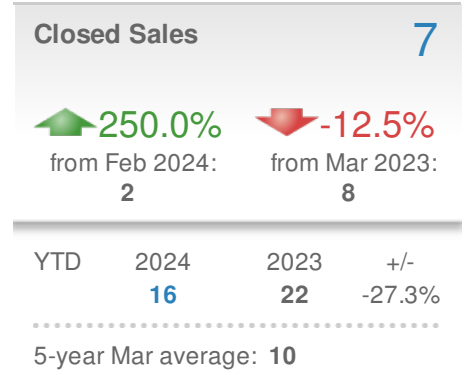 Closed Sales 7
250.0% -12.5%
from Feb 2024: from Mar 2023:
2 8
YTD 2024 2023 +/-
16 22 -27.3%
5-year Mar average: 10